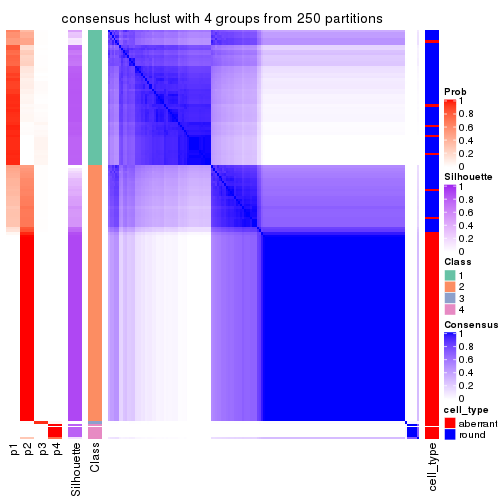 consensus hclust with 4 groups from 250 partitions
Prob
1
0.8
0.6
0.4
0.2
0
Silhouette
1
0.8
0.6
0.4
0.2
0
Class
1
2
3
4
Consensus
1
0.8
0.6
0.4
0.2
0
cell_type
aberrant
round
p1
p2
p3
p4
Silhouette
Class
cell_type